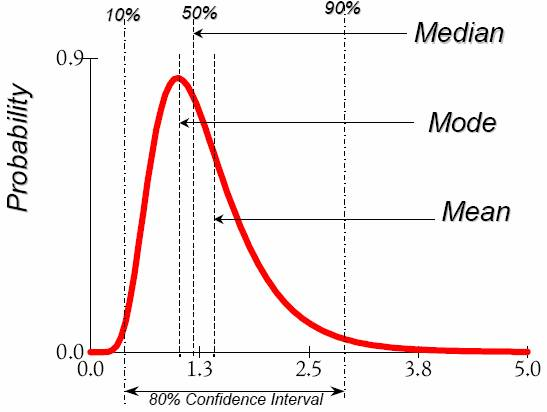 10%
50%
90%
Median
0.9
Mode
Probability
Mean
0.0
0.0
1.3
2.5
3.8
5.0
80% Confidence Interval